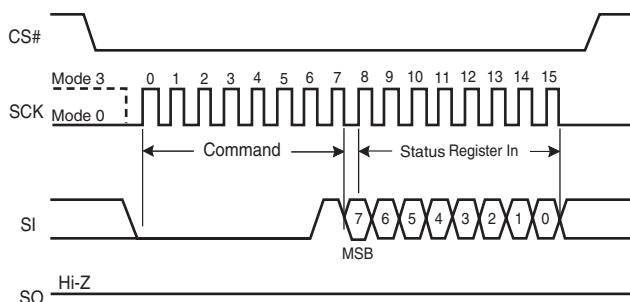 CS#
Mode 3
0 1 2 3 4 5 6 7 8 9 10 11 12 13 14 15
SCK
Mode 0
Command
Status Register In
SI
7 6 5 4 3 2 1 0
MSB
Hi-Z
SO